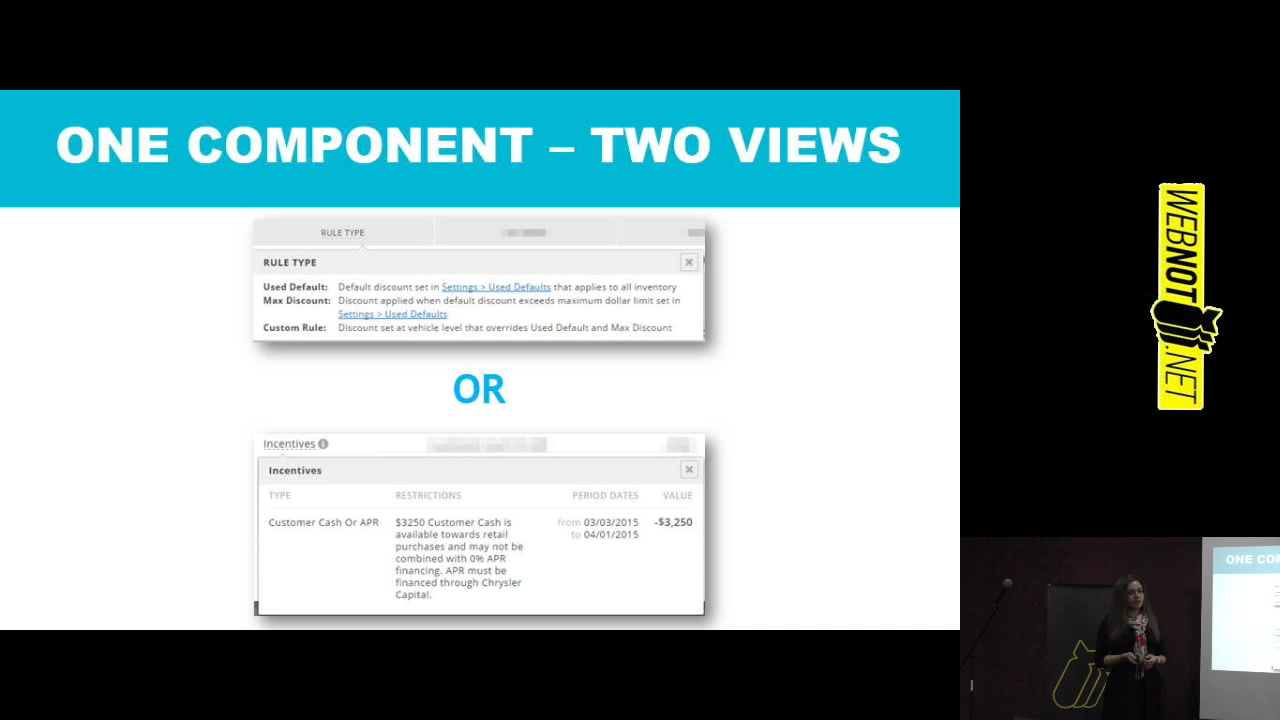 ONE COMPONENT – TWO VIEWS
RULE TYPE
RULE TYPE
Used Default: Default discount set in Settings > Used Defaults that applies to all inventory
Max Discount: Discount applied when default discount exceeds maximum dollar limit set in
Settings > Used Defaults
Custom Rule: Discount set at vehicle level that overrides Used Default and Max Discount
OR
Incentives
Incentives
TYPE RESTRICTIONS PERIOD DATES VALUE
Customer Cash Or APR $3250 Customer Cash is from 03/03/2015 -$3,250
available towards retail to 04/01/2015
purchases and may not be
combined with 0% APR
financing. APR must be
financed through Chrysler
Capital.
WEBNOT.NET
ONE CO